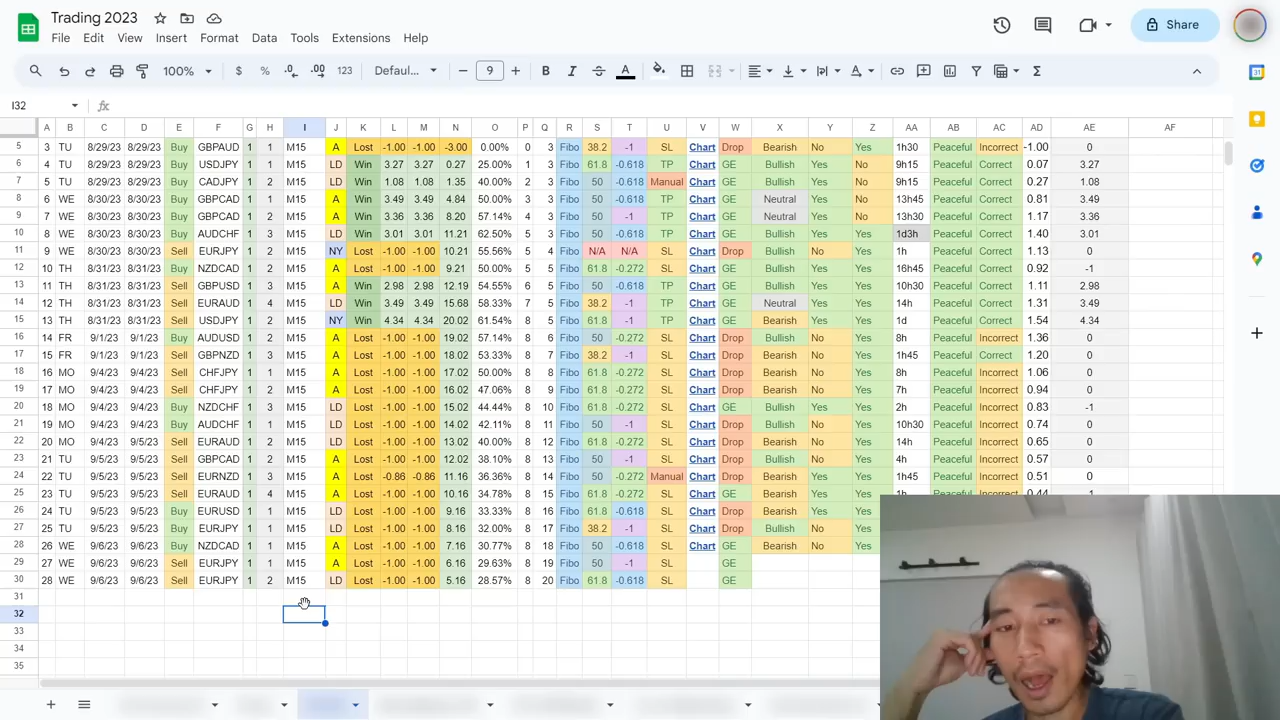 Trading 2023
File Edit View Insert Format Data Tools Extensions Help
Share
100% $ % .0 .00 123 Defaul... 9 B I S A
I32 fx
A B C D E F G H I J K L M N O P Q R S T U V W X Y Z AA AB AC AD AE AF
5 3 TU 8/29/23 8/29/23 Buy GBPAUD 1 1 M15 A Lost -1.00 -1.00 -3.00 0.00% 0 3 Fibo 38.2 -1 SL Chart Drop Bearish No Yes 1h30 Peaceful Incorrect -1.00 0
6 4 TU 8/29/23 8/29/23 Buy USDJPY 1 1 M15 LD Win 3.27 3.27 0.27 25.00% 1 3 Fibo 61.8 -0.618 TP Chart GE Bullish Yes No 9h15 Peaceful Correct 0.07 3.27
7 5 TU 8/29/23 8/29/23 Buy CADJPY 1 2 M15 LD Win 1.08 1.08 1.35 40.00% 2 3 Fibo 50 -0.618 Manual Chart GE Bullish Yes No 9h15 Peaceful Correct 0.27 1.08
8 6 WE 8/30/23 8/30/23 Buy GBPCAD 1 1 M15 A Win 3.49 3.49 4.84 50.00% 3 3 Fibo 50 -0.618 TP Chart GE Neutral Yes No 13h45 Peaceful Correct 0.81 3.49
9 7 WE 8/30/23 8/30/23 Buy GBPCAD 1 2 M15 A Win 3.36 3.36 8.20 57.14% 4 3 Fibo 50 -1 TP Chart GE Neutral Yes No 13h30 Peaceful Correct 1.17 3.36
10 8 WE 8/30/23 8/30/23 Buy AUDCHF 1 3 M15 LD Win 3.01 3.01 11.21 62.50% 5 3 Fibo 50 -0.618 TP Chart GE Bullish Yes Yes 1d3h Peaceful Correct 1.40 3.01
11 9 WE 8/30/23 8/30/23 Sell EURJPY 1 2 M15 NY Lost -1.00 -1.00 10.21 55.56% 5 4 Fibo N/A N/A SL Chart Drop Bullish No Yes 1h Peaceful Correct 1.13 0
12 10 TH 8/31/23 8/31/23 Sell NZDCAD 1 2 M15 A Lost -1.00 -1.00 9.21 50.00% 5 5 Fibo 61.8 -0.272 SL Chart GE Bullish Yes Yes 16h45 Peaceful Correct 0.92 -1
13 11 TH 8/31/23 8/31/23 Sell GBPUSD 1 3 M15 A Win 2.98 2.98 12.19 54.55% 6 5 Fibo 50 -0.618 TP Chart GE Bullish Yes Yes 10h30 Peaceful Correct 1.11 2.98
14 12 TH 8/31/23 8/31/23 Sell EURAUD 1 4 M15 LD Win 3.49 3.49 15.68 58.33% 7 5 Fibo 38.2 -1 TP Chart GE Neutral Yes Yes 14h Peaceful Correct 1.31 3.49
15 13 TH 8/31/23 8/31/23 Sell USDJPY 1 2 M15 NY Win 4.34 4.34 20.02 61.54% 8 5 Fibo 61.8 -1 TP Chart GE Bearish Yes Yes 1d Peaceful Correct 1.54 4.34
16 14 FR 9/1/23 9/1/23 Buy AUDUSD 1 2 M15 A Lost -1.00 -1.00 19.02 57.14% 8 6 Fibo 50 -0.272 SL Chart Drop Bullish No Yes 8h Peaceful Incorrect 1.36 0
17 15 FR 9/1/23 9/1/23 Sell GBPNZD 1 3 M15 A Lost -1.00 -1.00 18.02 53.33% 8 7 Fibo 38.2 -1 SL Chart Drop Bearish No Yes 1h45 Peaceful Correct 1.20 0
18 16 MO 9/4/23 9/4/23 Sell CHFJPY 1 1 M15 A Lost -1.00 -1.00 17.02 50.00% 8 8 Fibo 61.8 -0.272 SL Chart Drop Bearish No Yes 8h Peaceful Incorrect 1.06 0
19 17 MO 9/4/23 9/4/23 Sell CHFJPY 1 2 M15 A Lost -1.00 -1.00 16.02 47.06% 8 9 Fibo 61.8 -0.272 SL Chart Drop Bearish No Yes 7h Peaceful Incorrect 0.94 0
20 18 MO 9/4/23 9/4/23 Buy NZDCHF 1 3 M15 LD Lost -1.00 -1.00 15.02 44.44% 8 10 Fibo 61.8 -0.272 SL Chart GE Bullish Yes Yes 2h Peaceful Incorrect 0.83 -1
21 19 MO 9/4/23 9/4/23 Buy AUDCHF 1 3 M15 LD Lost -1.00 -1.00 14.02 42.11% 8 11 Fibo 50 -1 SL Chart Drop Bearish No Yes 10h30 Peaceful Incorrect 0.74 0
22 20 MO 9/4/23 9/5/23 Sell EURAUD 1 2 M15 LD Lost -1.00 -1.00 13.02 40.00% 8 12 Fibo 61.8 -0.272 SL Chart Drop Bearish No Yes 14h Peaceful Incorrect 0.65 0
23 21 TU 9/5/23 9/5/23 Sell GBPCAD 1 2 M15 A Lost -1.00 -1.00 12.02 38.10% 8 13 Fibo 50 -1 SL Chart Drop Bullish No Yes 4h Peaceful Incorrect 0.57 0
24 22 TU 9/5/23 9/5/23 Sell EURNZD 1 3 M15 LD Lost -0.86 -0.86 11.16 36.36% 8 14 Fibo 50 -0.272 Manual Chart Drop Bearish Yes Yes 1h45 Peaceful Incorrect 0.51 0
25 23 TU 9/5/23 9/5/23 Sell EURAUD 1 4 M15 A Lost -1.00 -1.00 10.16 34.78% 8 15 Fibo 61.8 -0.272 SL Chart GE Bearish Yes Yes
26 24 TU 9/5/23 9/6/23 Buy EURUSD 1 1 M15 LD Lost -1.00 -1.00 9.16 33.33% 8 16 Fibo 50 -0.618 SL Chart Drop Bearish Yes Yes
27 25 TU 9/6/23 9/6/23 Buy EURJPY 1 1 M15 LD Lost -1.00 -1.00 8.16 32.00% 8 17 Fibo 38.2 -1 SL Chart Drop Bullish No Yes
28 26 WE 9/6/23 9/6/23 Buy NZDCAD 1 1 M15 A Lost -1.00 -1.00 7.16 30.77% 8 18 Fibo 50 -0.618 SL Chart GE Bearish No Yes
29 27 WE 9/6/23 9/6/23 Sell EURJPY 1 1 M15 A Lost -1.00 -1.00 6.16 29.63% 8 19 Fibo 50 -1 SL GE
30 28 WE 9/6/23 9/6/23 Sell EURJPY 1 2 M15 LD Lost -1.00 -1.00 5.16 28.57% 8 20 Fibo 61.8 -0.618 SL GE
31
32
33
34
35